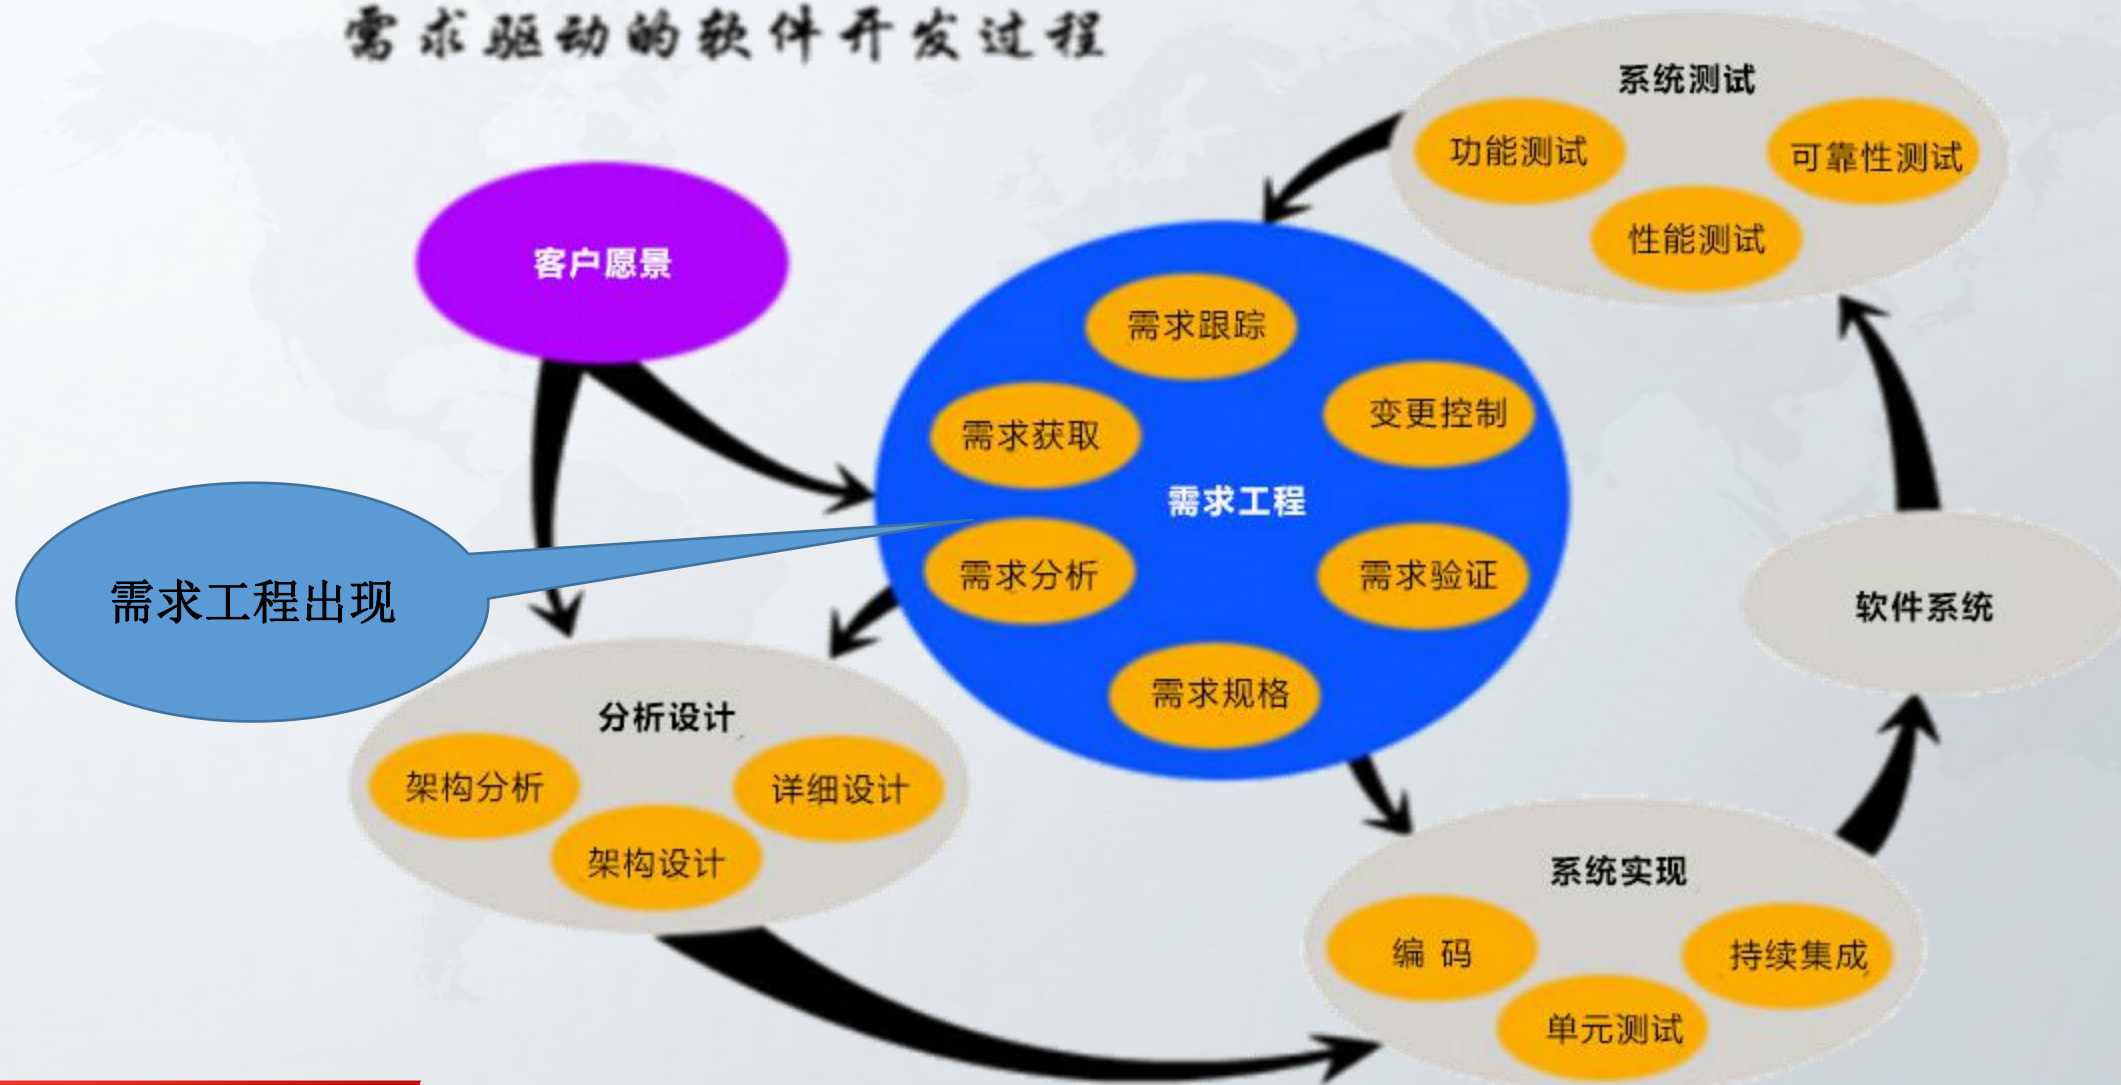 需求驱动的软件开发过程
系统测试
功能测试
可靠性测试
性能测试
客户愿景
需求跟踪
变更控制
需求获取
需求工程
需求分析
需求验证
需求规格
需求工程出现
软件系统
分析设计
架构分析
详细设计
架构设计
系统实现
编 码
持续集成
单元测试